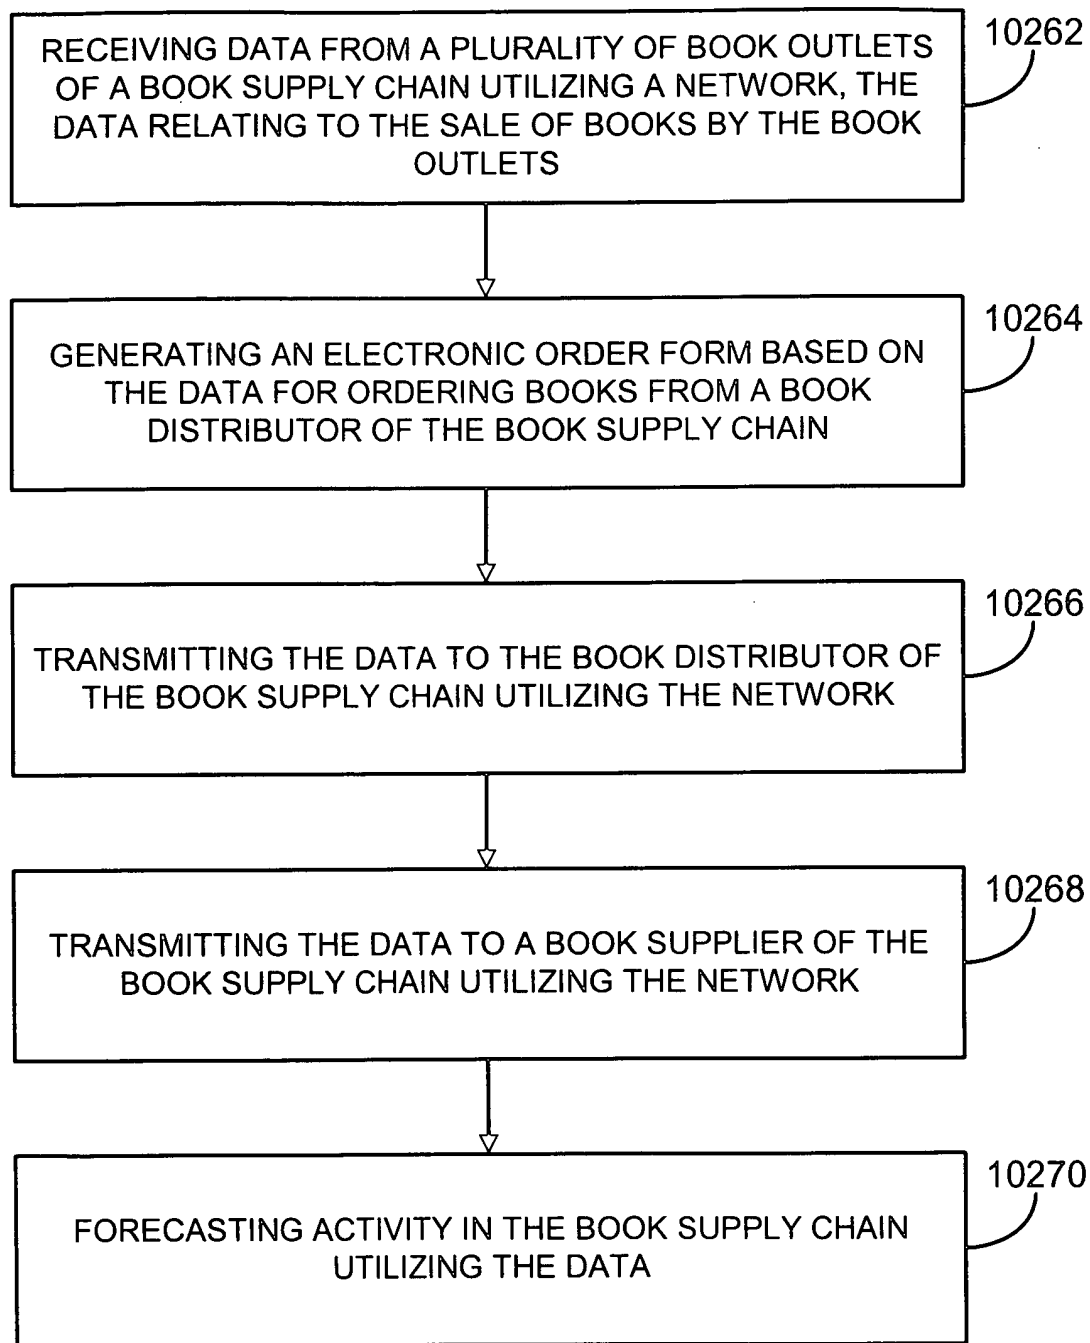 RECEIVING DATA FROM A PLURALITY OF BOOK OUTLETS
OF A BOOK SUPPLY CHAIN UTILIZING A NETWORK, THE
DATA RELATING TO THE SALE OF BOOKS BY THE BOOK
OUTLETS
10262
GENERATING AN ELECTRONIC ORDER FORM BASED ON
THE DATA FOR ORDERING BOOKS FROM A BOOK
DISTRIBUTOR OF THE BOOK SUPPLY CHAIN
10264
TRANSMITTING THE DATA TO THE BOOK DISTRIBUTOR OF
THE BOOK SUPPLY CHAIN UTILIZING THE NETWORK
10266
TRANSMITTING THE DATA TO A BOOK SUPPLIER OF THE
BOOK SUPPLY CHAIN UTILIZING THE NETWORK
10268
FORECASTING ACTIVITY IN THE BOOK SUPPLY CHAIN
UTILIZING THE DATA
10270